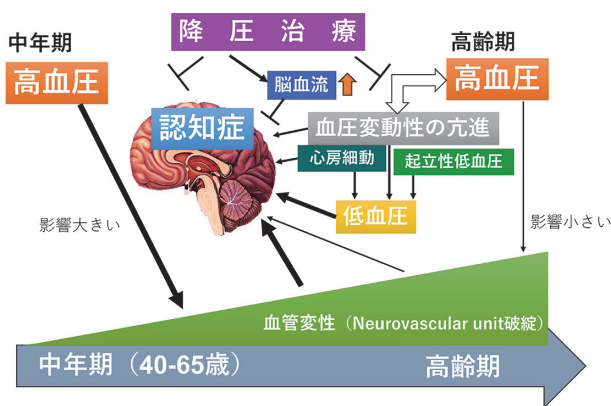 降圧治療
中年期
高血圧
高齢期
高血圧
脳血流
認知症
血圧変動性の亢進
心房細動
起立性低血圧
低血圧
影響大きい
影響小さい
血管変性（Neurovascular unit破綻）
中年期（40-65歳）
高齢期